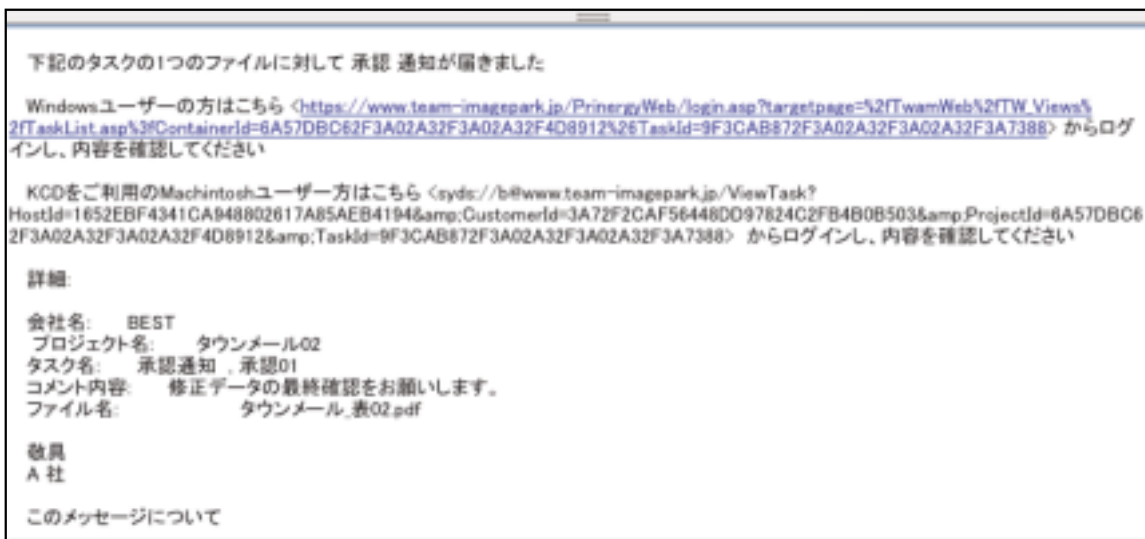 下記のタスクの1つのファイルに対して 承認 通知が届きました
Windowsユーザーの方はこちら <https://www.team-imagepark.jp/PrinergyWeb/login.asp?targetpage=%2fTwamWeb%2fTW_Views%
2fTaskList.asp%3fContainerId=6A57DBC62F3A02A32F3A02A32F4D8912%26TaskId=9F3CAB872F3A02A32F3A02A32F3A7388> からログ
インし、内容を確認してください
KCDをご利用のMachintoshユーザー方はこちら <syds://b@www.team-imagepark.jp/ViewTask?
HostId=1652EBF4341CA948802617A85AEB4194&amp;CustomerId=3A72F2CAF56448DD97824C2FB4B0B503&amp;ProjectId=6A57DBC6
2F3A02A32F3A02A32F4D8912&amp;TaskId=9F3CAB872F3A02A32F3A02A32F3A7388> からログインし、内容を確認してください
詳細:
会社名: BEST
プロジェクト名: タウンメール02
タスク名: 承認通知 . 承認01
コメント内容: 修正データの最終確認をお願いします。
ファイル名: タウンメール_表02.pdf
敬具
A 社
このメッセージについて